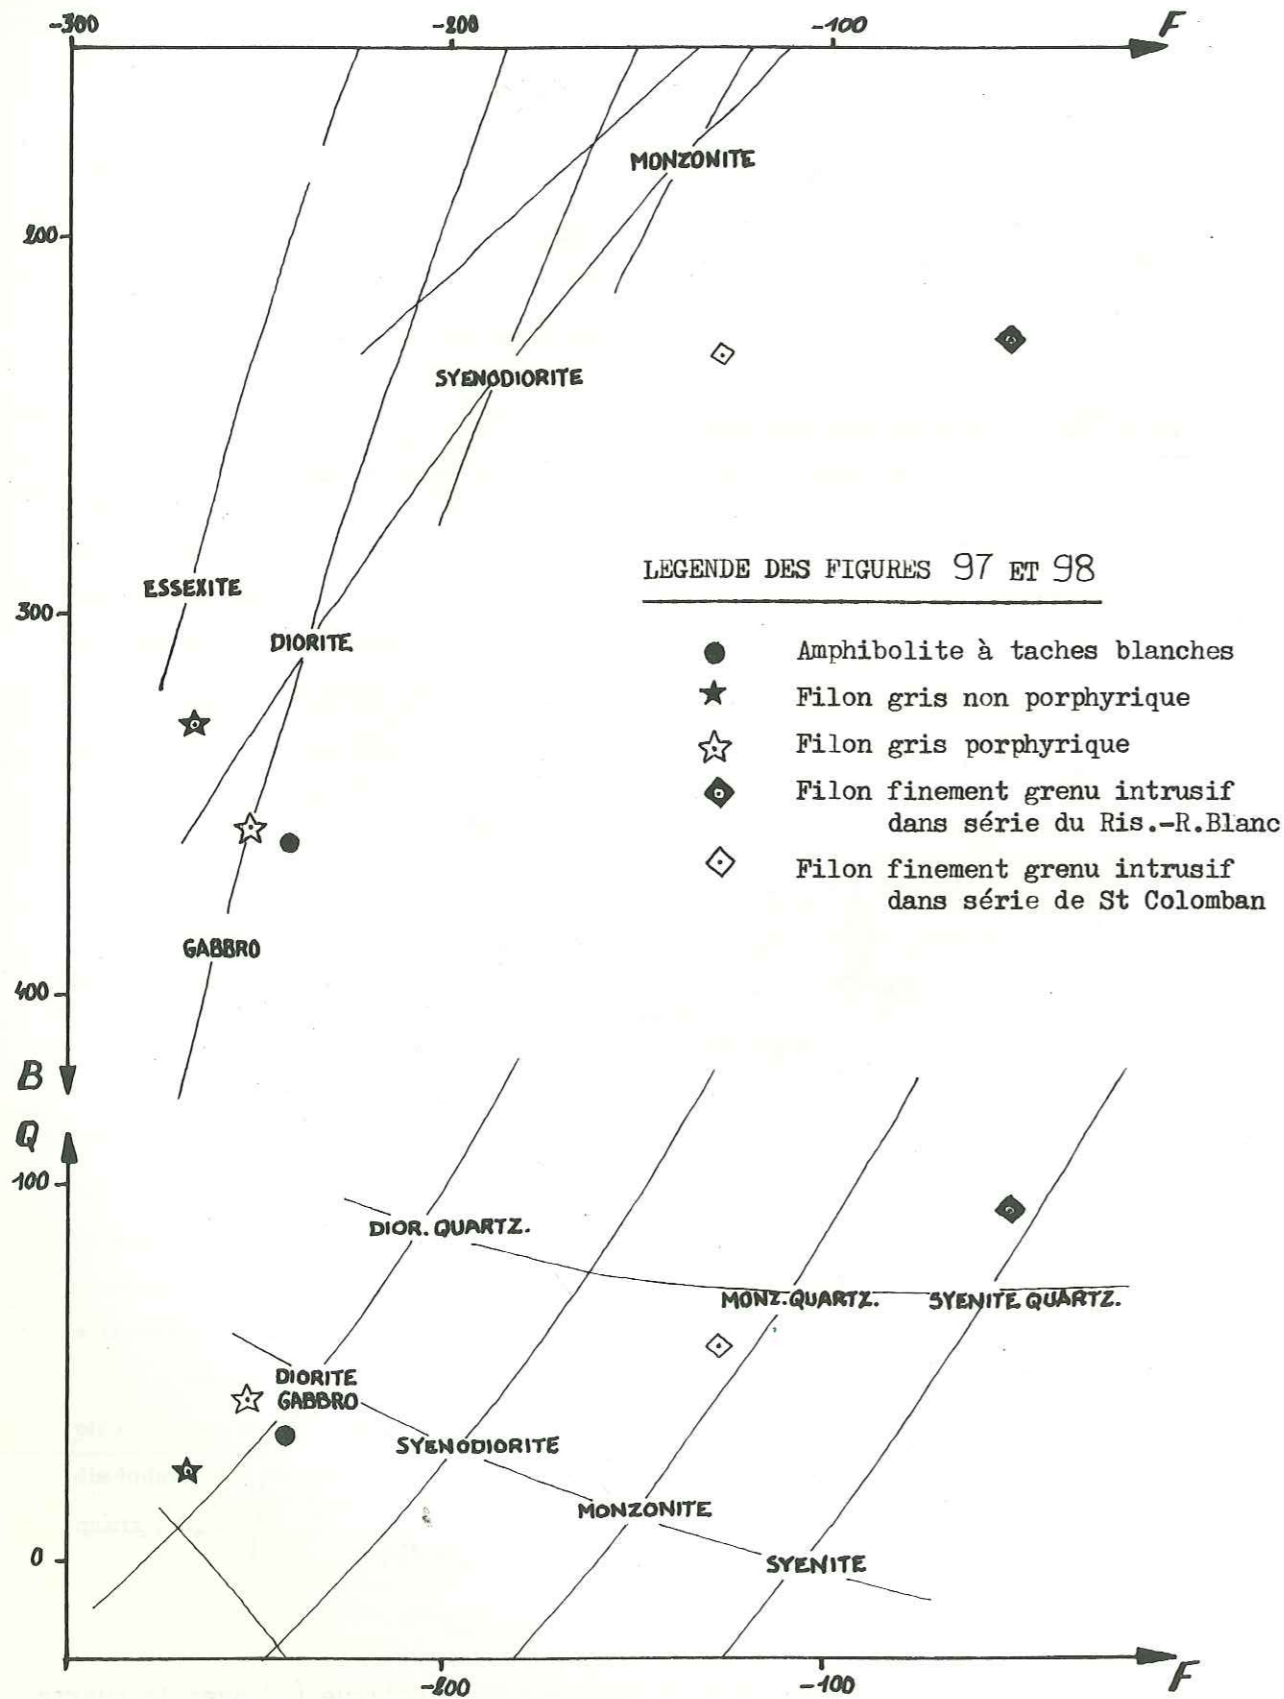 -300 -200 -100 F
MONZONITE
200
SYENODIORITE
LEGENDE DES FIGURES 97 ET 98
ESSEXITE
300
DIORITE
Amphibolite à taches blanches
Filon gris non porphyrique
Filon gris porphyrique
Filon finement grenu intrusif
dans série du Ris.-R.Blanc
Filon finement grenu intrusif
dans série de St Colomban
GABBRO
400
B
Q
100
DIOR. QUARTZ.
MONZ.QUARTZ. SYENITE QUARTZ.
DIORITE
GABBRO
SYENODIORITE
MONZONITE
0
SYENITE
-200 -100 F